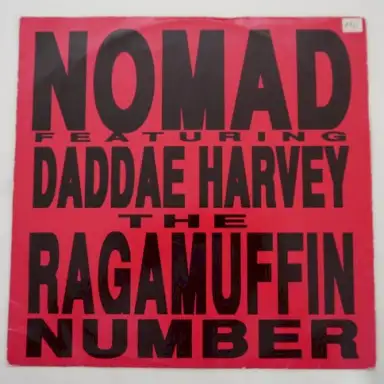 NOMAD
FEATURING
DADDAE HARVEY
THE
RAGAMUFFIN
NUMBER